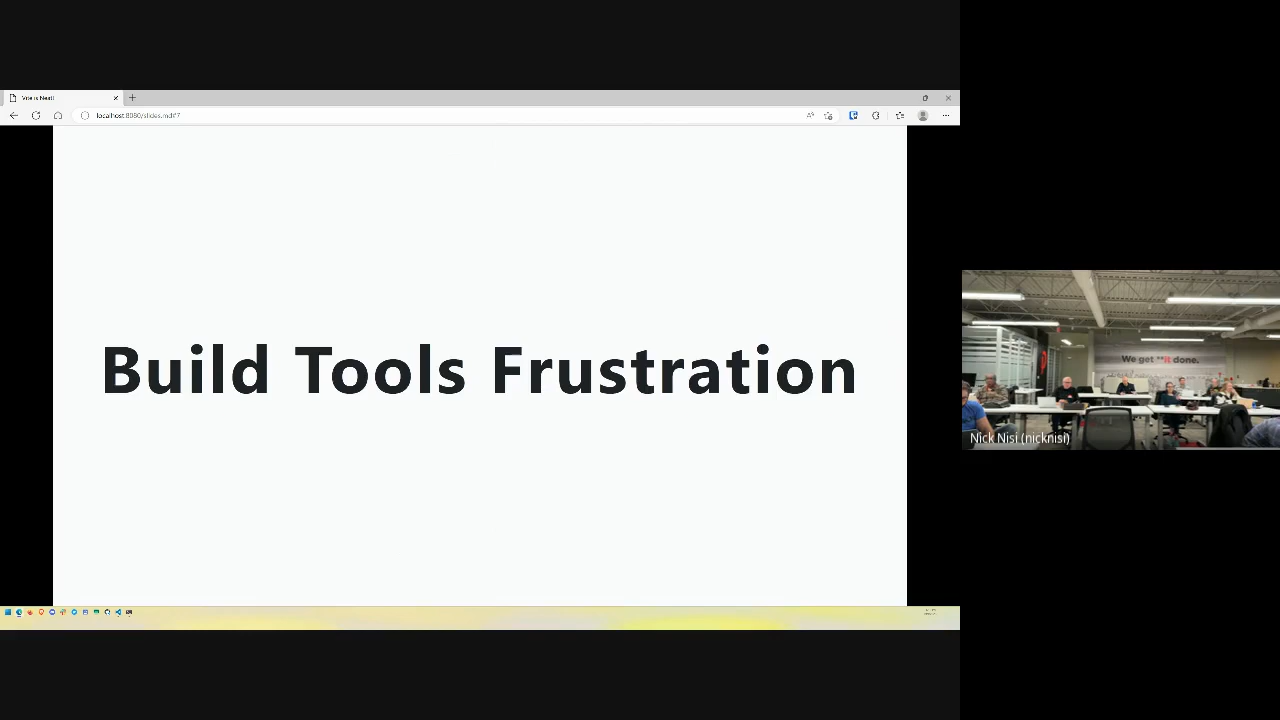 Vite is Neat!
localhost:8080/slides.md#7
Build Tools Frustration
We get **it done.
Nick Nisi (nicknisi)